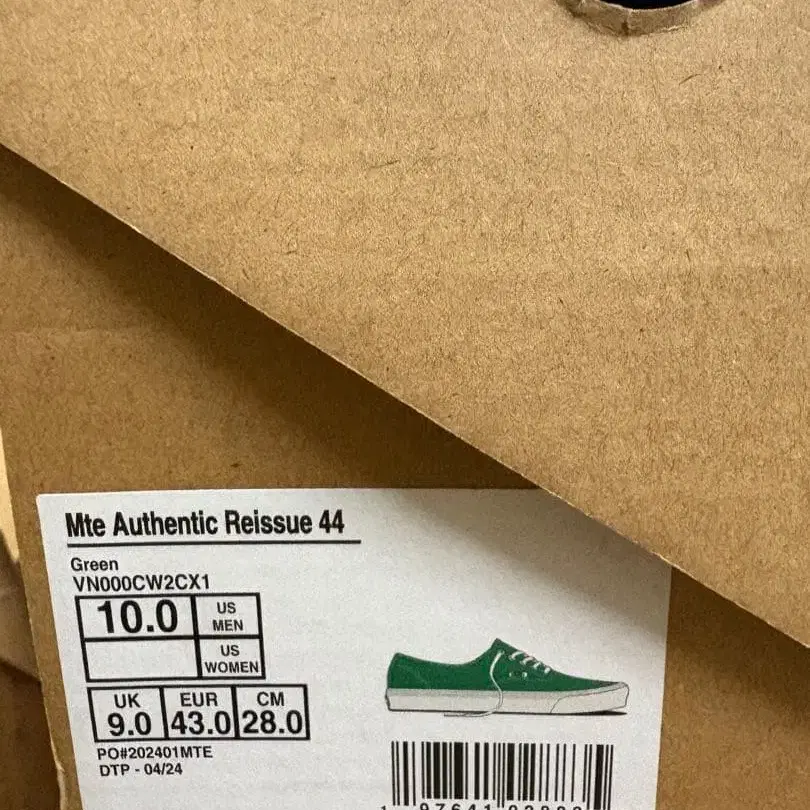 Mte Authentic Reissue 44
Green
VN000CW2CX1
10.0 US MEN
US WOMEN
UK EUR CM
9.0 43.0 28.0
PO#202401MTE
DTP - 04/24